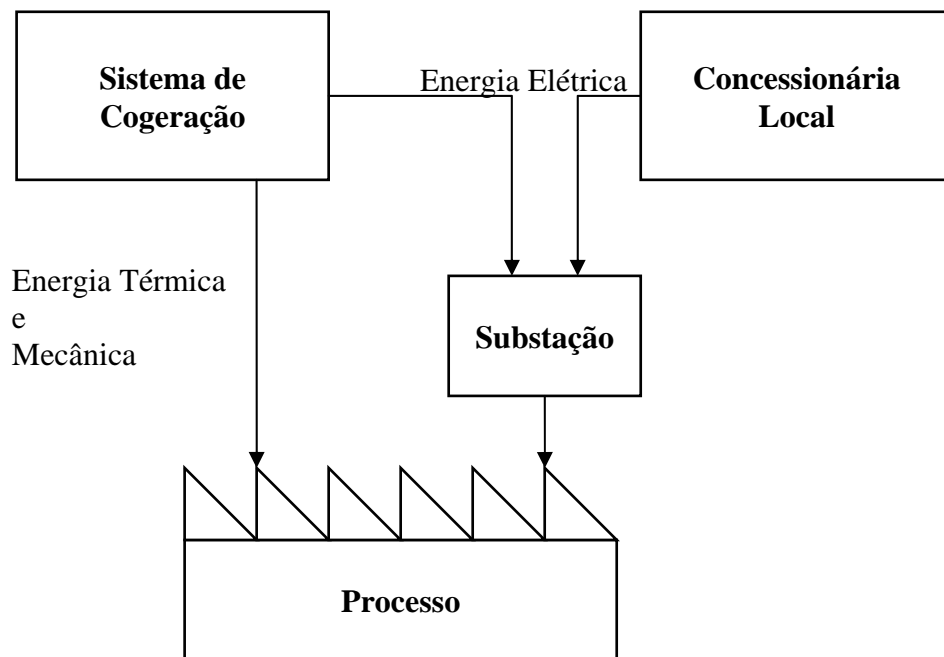 Sistema de
Cogeração
Energia Elétrica
Concessionária
Local
Energia Térmica
e
Mecânica
Substação
Processo